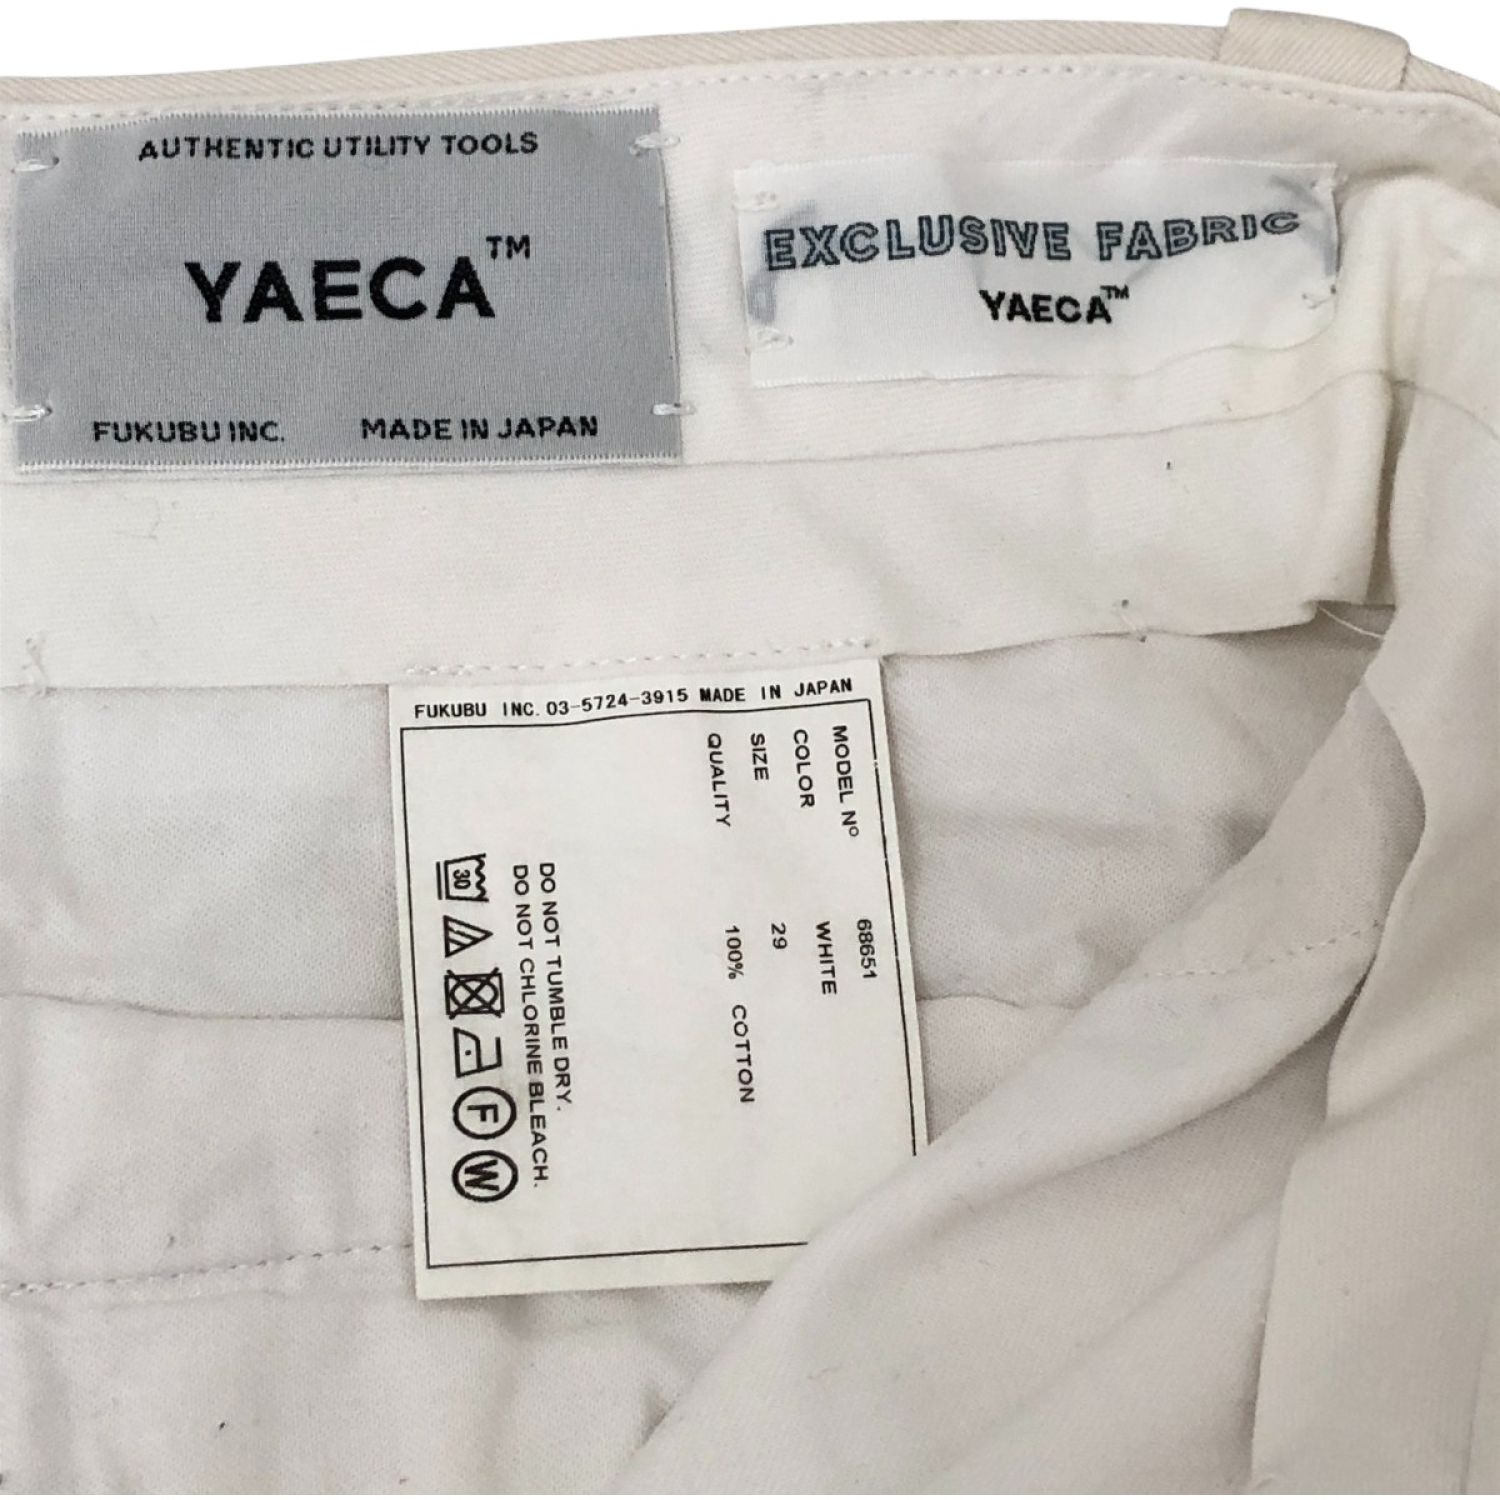 AUTHENTIC UTILITY TOOLS
YAECA™
FUKUBU INC. MADE IN JAPAN
EXCLUSIVE FABRIC
YAECA™
FUKUBU INC. 03-5724-3915 MADE IN JAPAN
MODEL Nº 68651
COLOR WHITE
SIZE 29
QUALITY 100% COTTON
DO NOT TUMBLE DRY.
DO NOT CHLORINE BLEACH.
30 F W